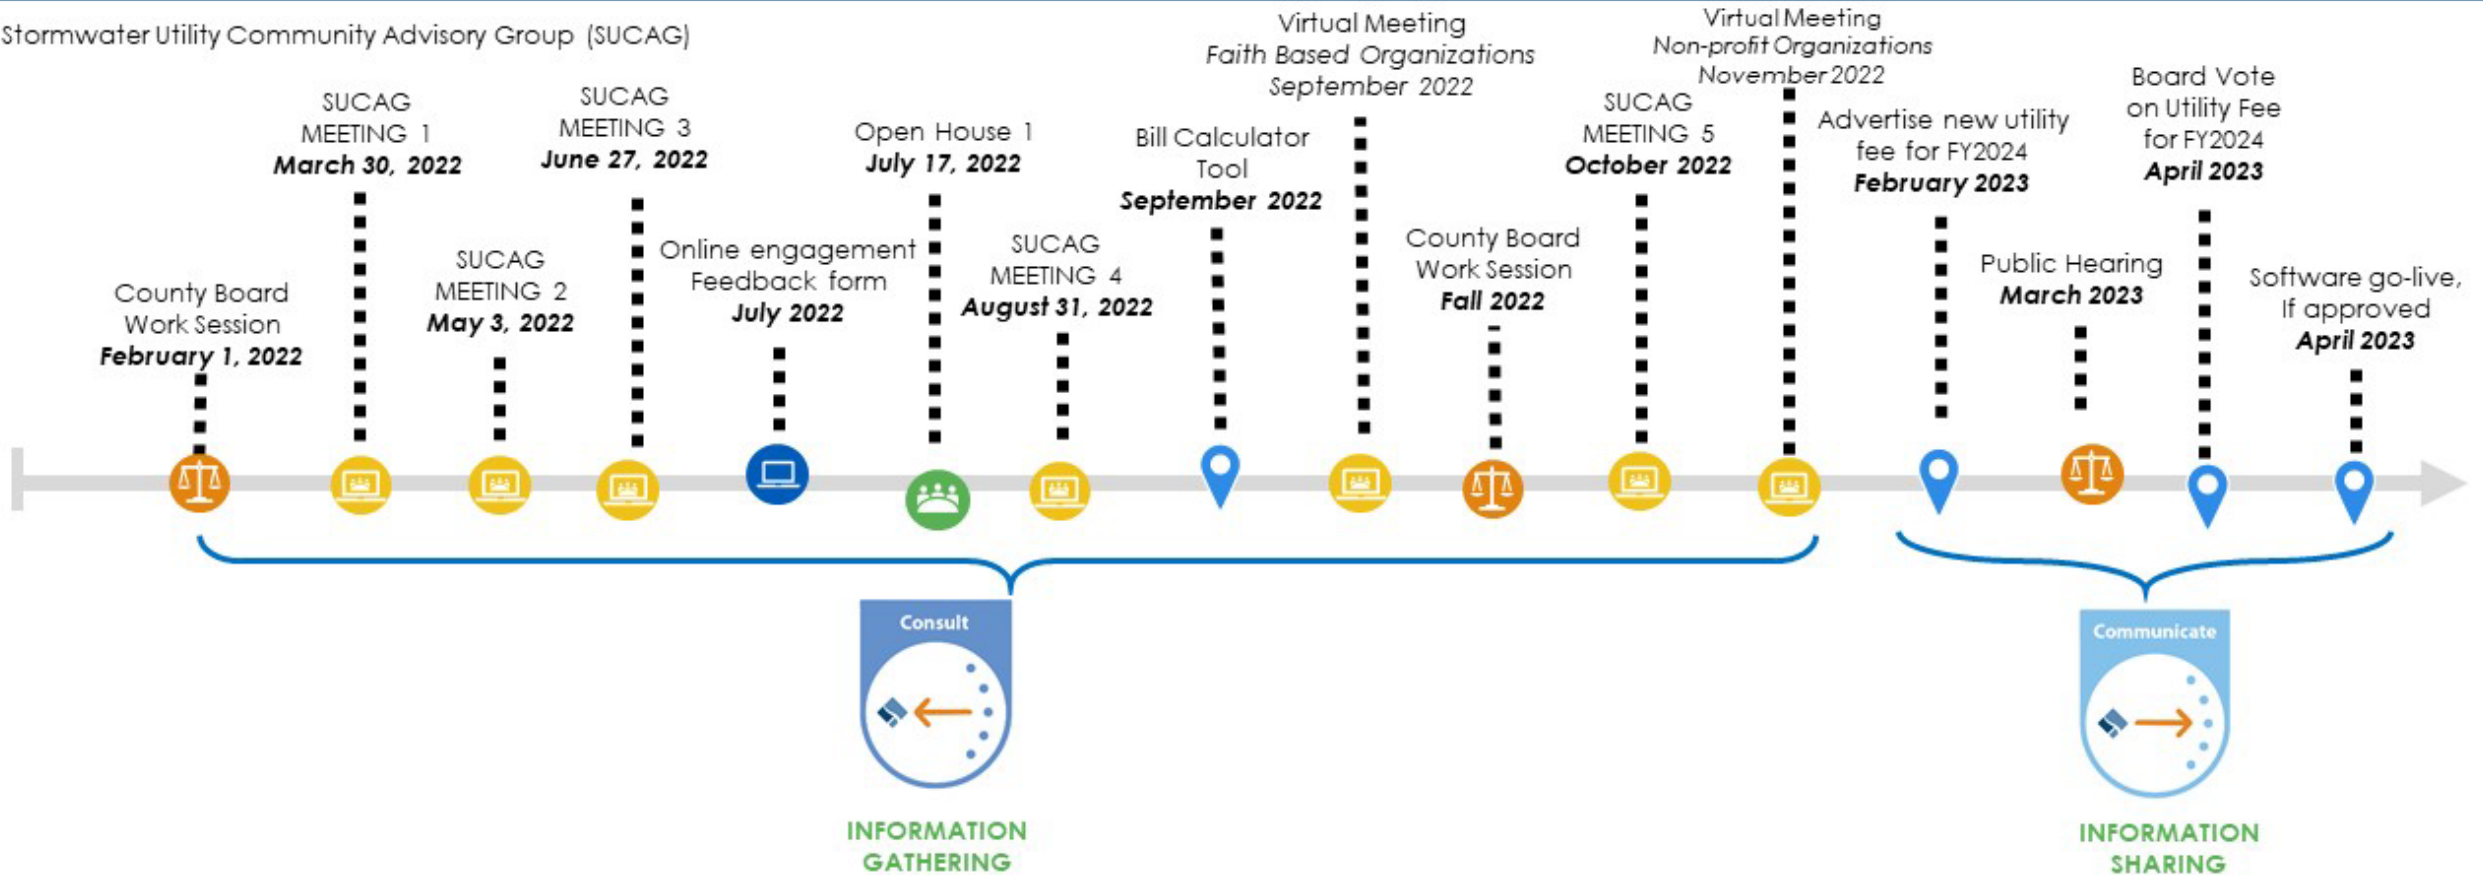 Stormwater Utility Community Advisory Group (SUCAG)
County Board
Work Session
February 1, 2022
SUCAG
MEETING 1
March 30, 2022
SUCAG
MEETING 2
May 3, 2022
SUCAG
MEETING 3
June 27, 2022
Online engagement
Feedback form
July 2022
Open House 1
July 17, 2022
SUCAG
MEETING 4
August 31, 2022
Bill Calculator
Tool
September 2022
Virtual Meeting
Faith Based Organizations
September 2022
County Board
Work Session
Fall 2022
SUCAG
MEETING 5
October 2022
Virtual Meeting
Non-profit Organizations
November 2022
Advertise new utility
fee for FY2024
February 2023
Public Hearing
March 2023
Board Vote
on Utility Fee
for FY2024
April 2023
Software go-live,
If approved
April 2023
Consult
INFORMATION
GATHERING
Communicate
INFORMATION
SHARING